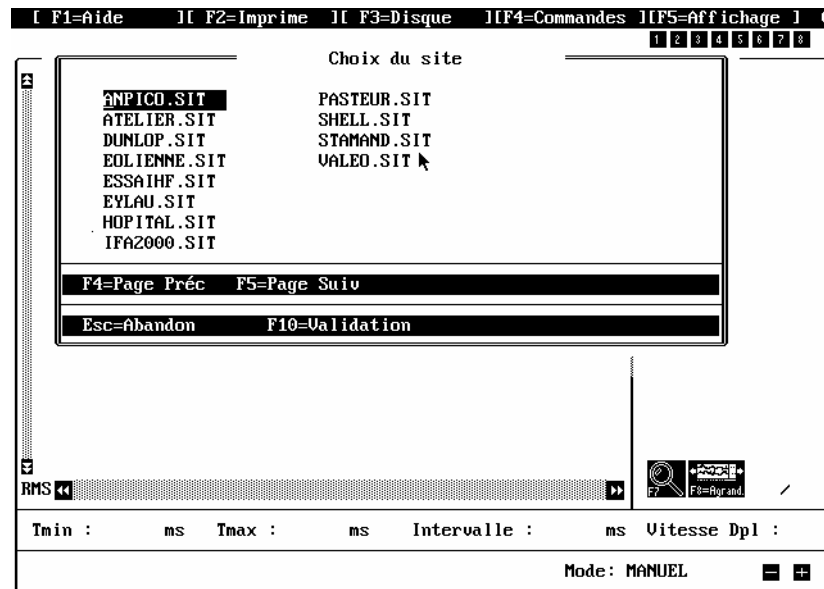 [ F1=Aide ][ F2=Imprime ][ F3=Disque ][F4=Commandes ][F5=Affichage ]
1 2 3 4 5 6 7 8
Choix du site
ANPICO.SIT PASTEUR.SIT
ATELIER.SIT SHELL.SIT
DUNLOP.SIT STAMAND.SIT
EOLIENNE.SIT VALEO.SIT
ESSAIHF.SIT
EYLAU.SIT
HOPITAL.SIT
IFA2000.SIT
F4=Page Préc F5=Page Suiv
Esc=Abandon F10=Validation
F7 F8=Agrand.
RMS /
Tmin : ms Tmax : ms Intervalle : ms Vitesse Dpl :
Mode: MANUEL - +